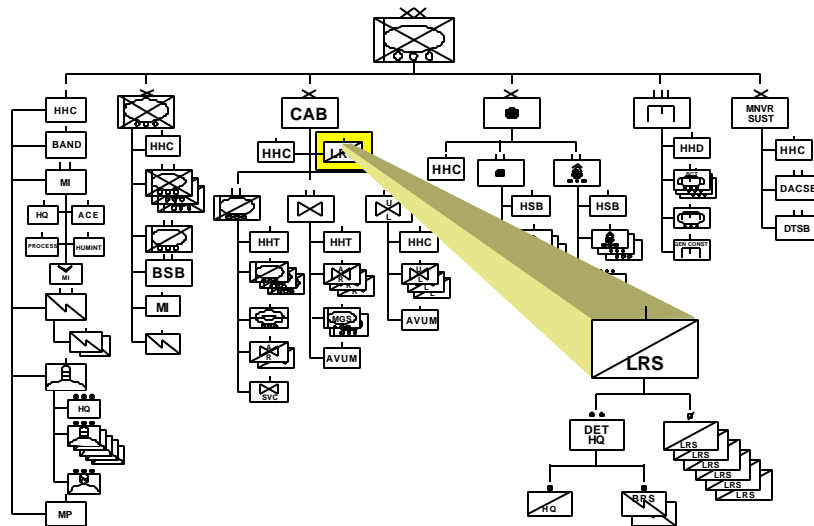 CAB
MNVR
SUST
HHC
BAND
MI
HQ
ACE
PROCESS
HUMINT
MI
HQ
MP
HHC
BSB
MI
HHC
HHT
SVC
U
L
HHT
MGS
AVUM
HHC
AVUM
HHC
HSB
HSB
HHD
GEN CONST
HHC
DACSE
DTSB
LRS
DET
HQ
HQ
BRS
LRS
LRS
LRS
LRS
LRS
LRS